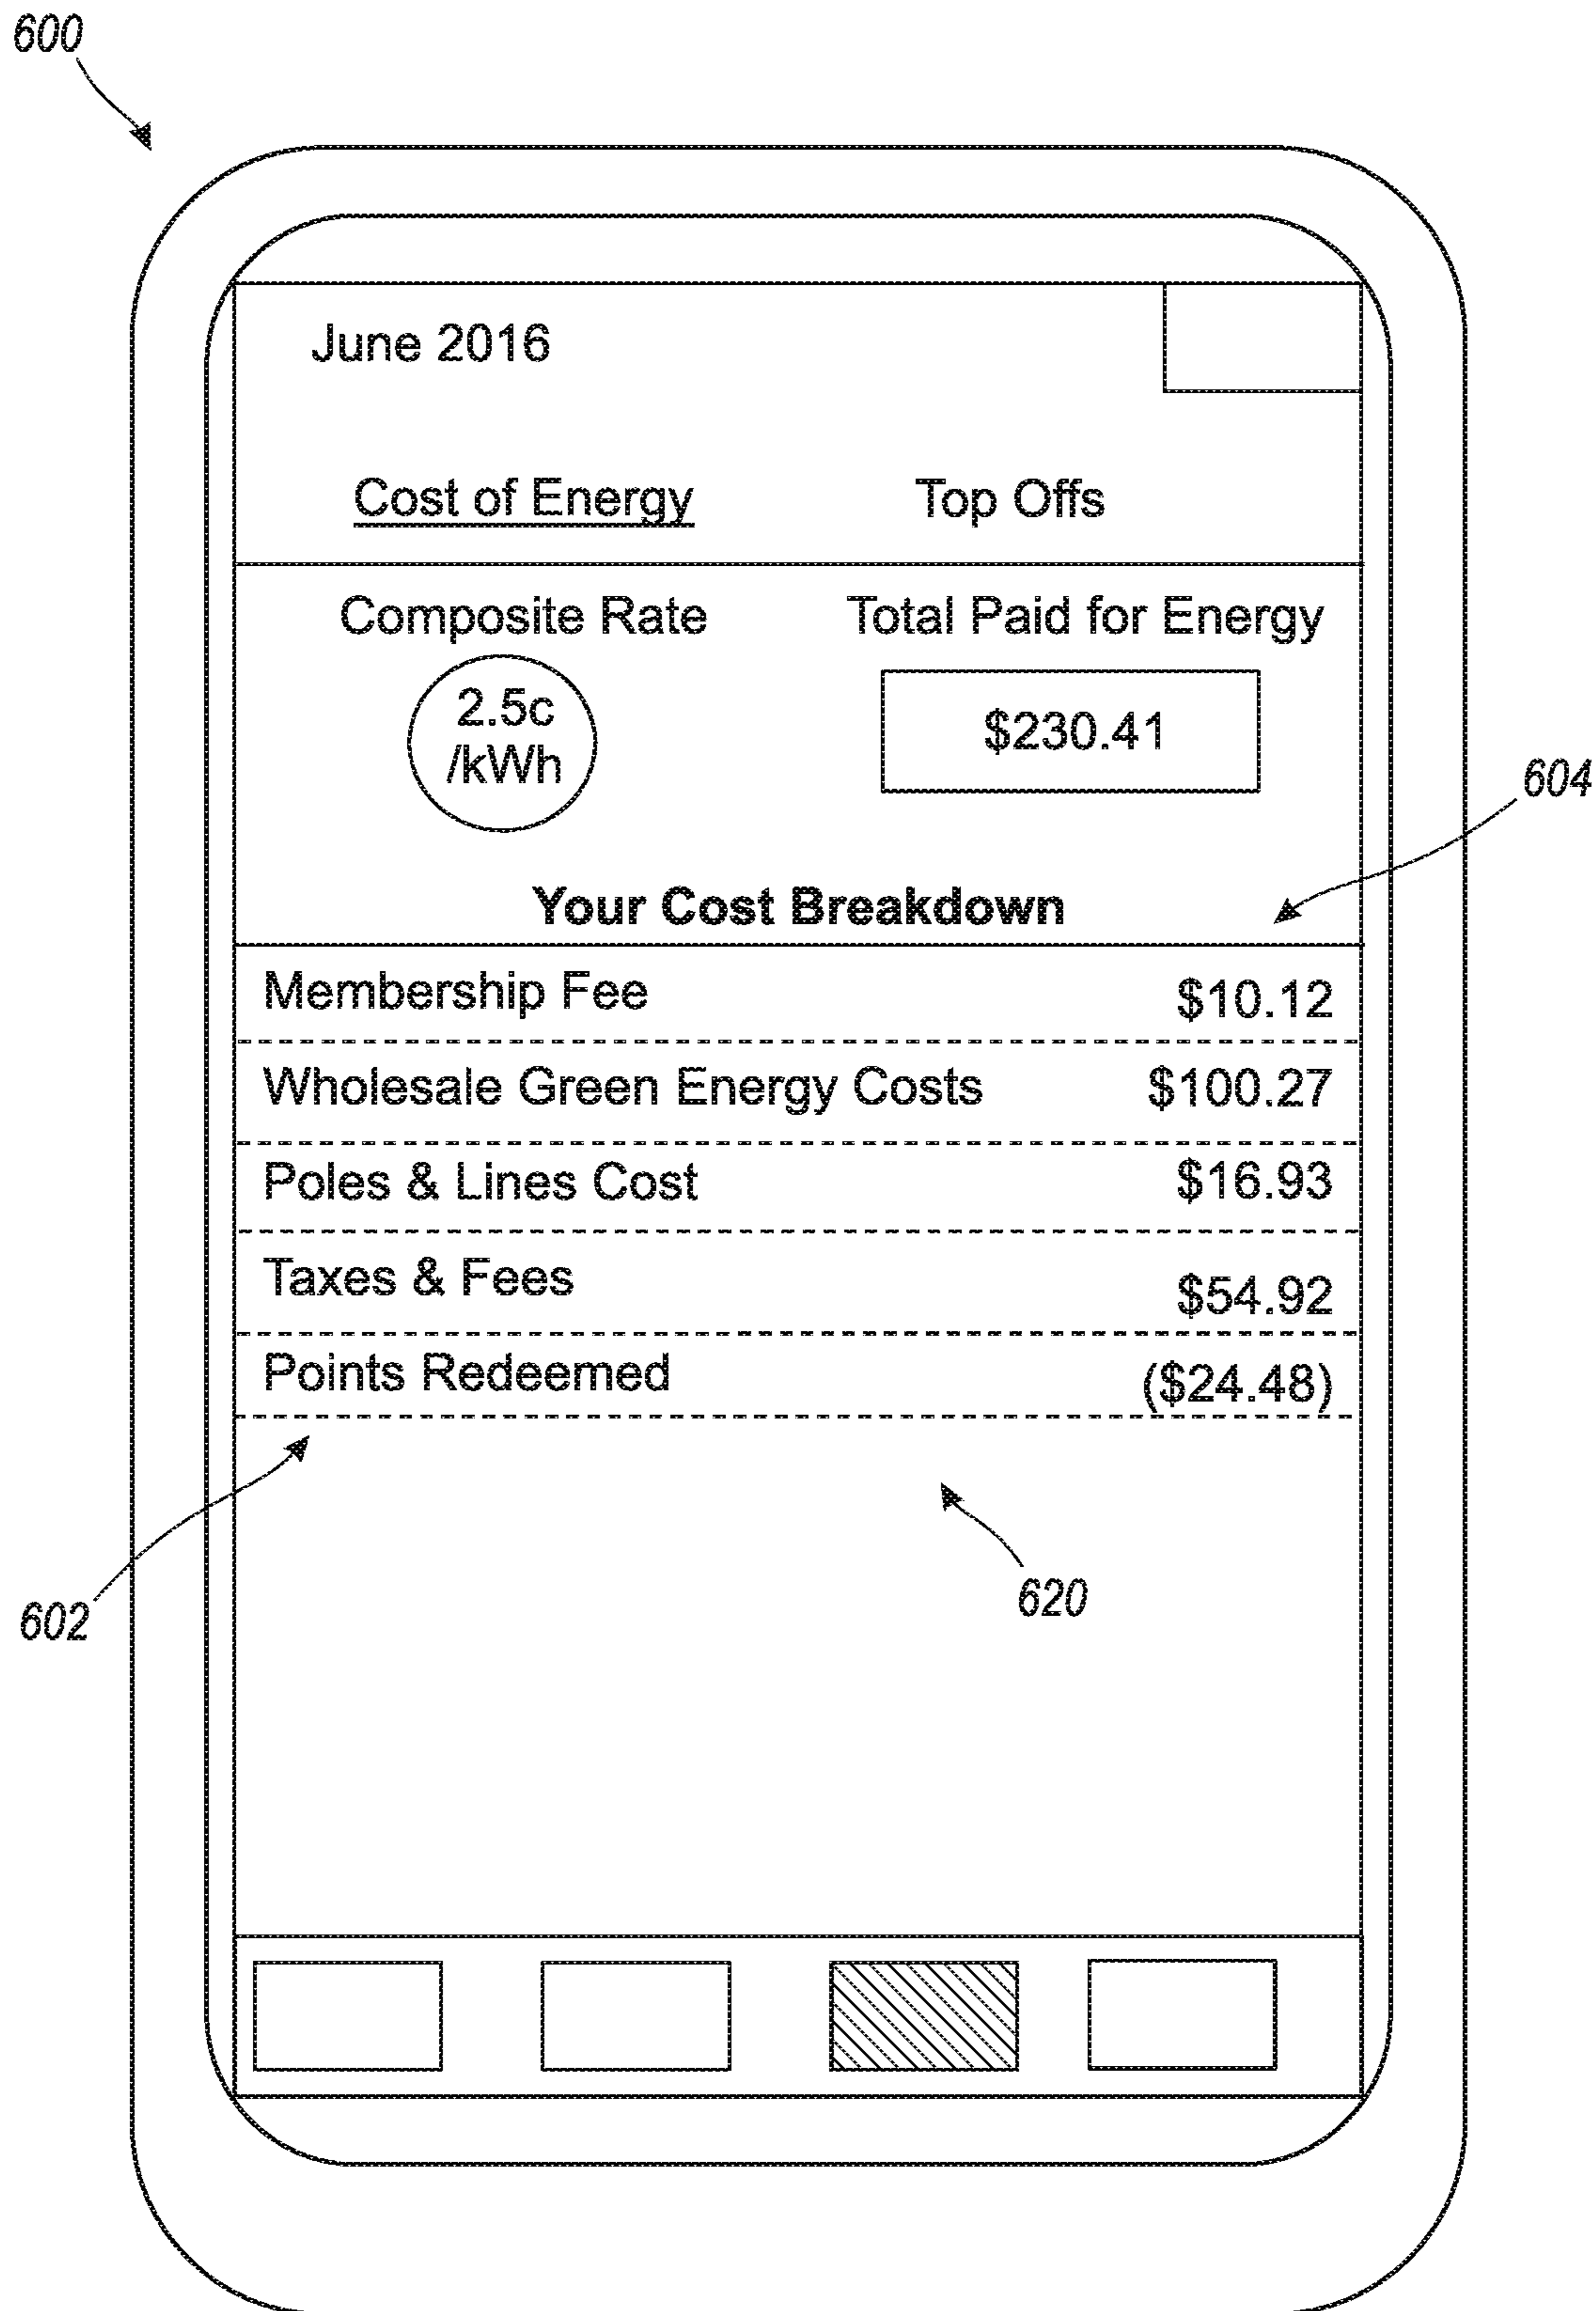 600
June 2016
Cost of Energy Top Offs
Composite Rate Total Paid for Energy
2.5c
/kWh
$230.41
604
Your Cost Breakdown
Membership Fee $10.12
Wholesale Green Energy Costs $100.27
Poles & Lines Cost $16.93
Taxes & Fees $54.92
Points Redeemed ($24.48)
602
620